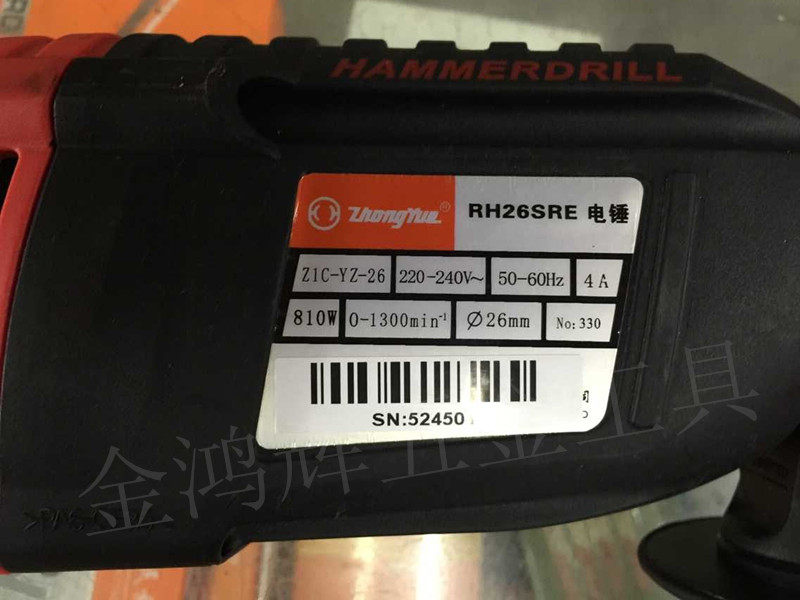 HAMMERDRILL
ZhongYue® RH26SRE 电锤
Z1C-YZ-26 220-240V~ 50-60Hz 4A
810W 0-1300min⁻¹ Ø26mm No:330
SN:52450
金鸿辉五金工具